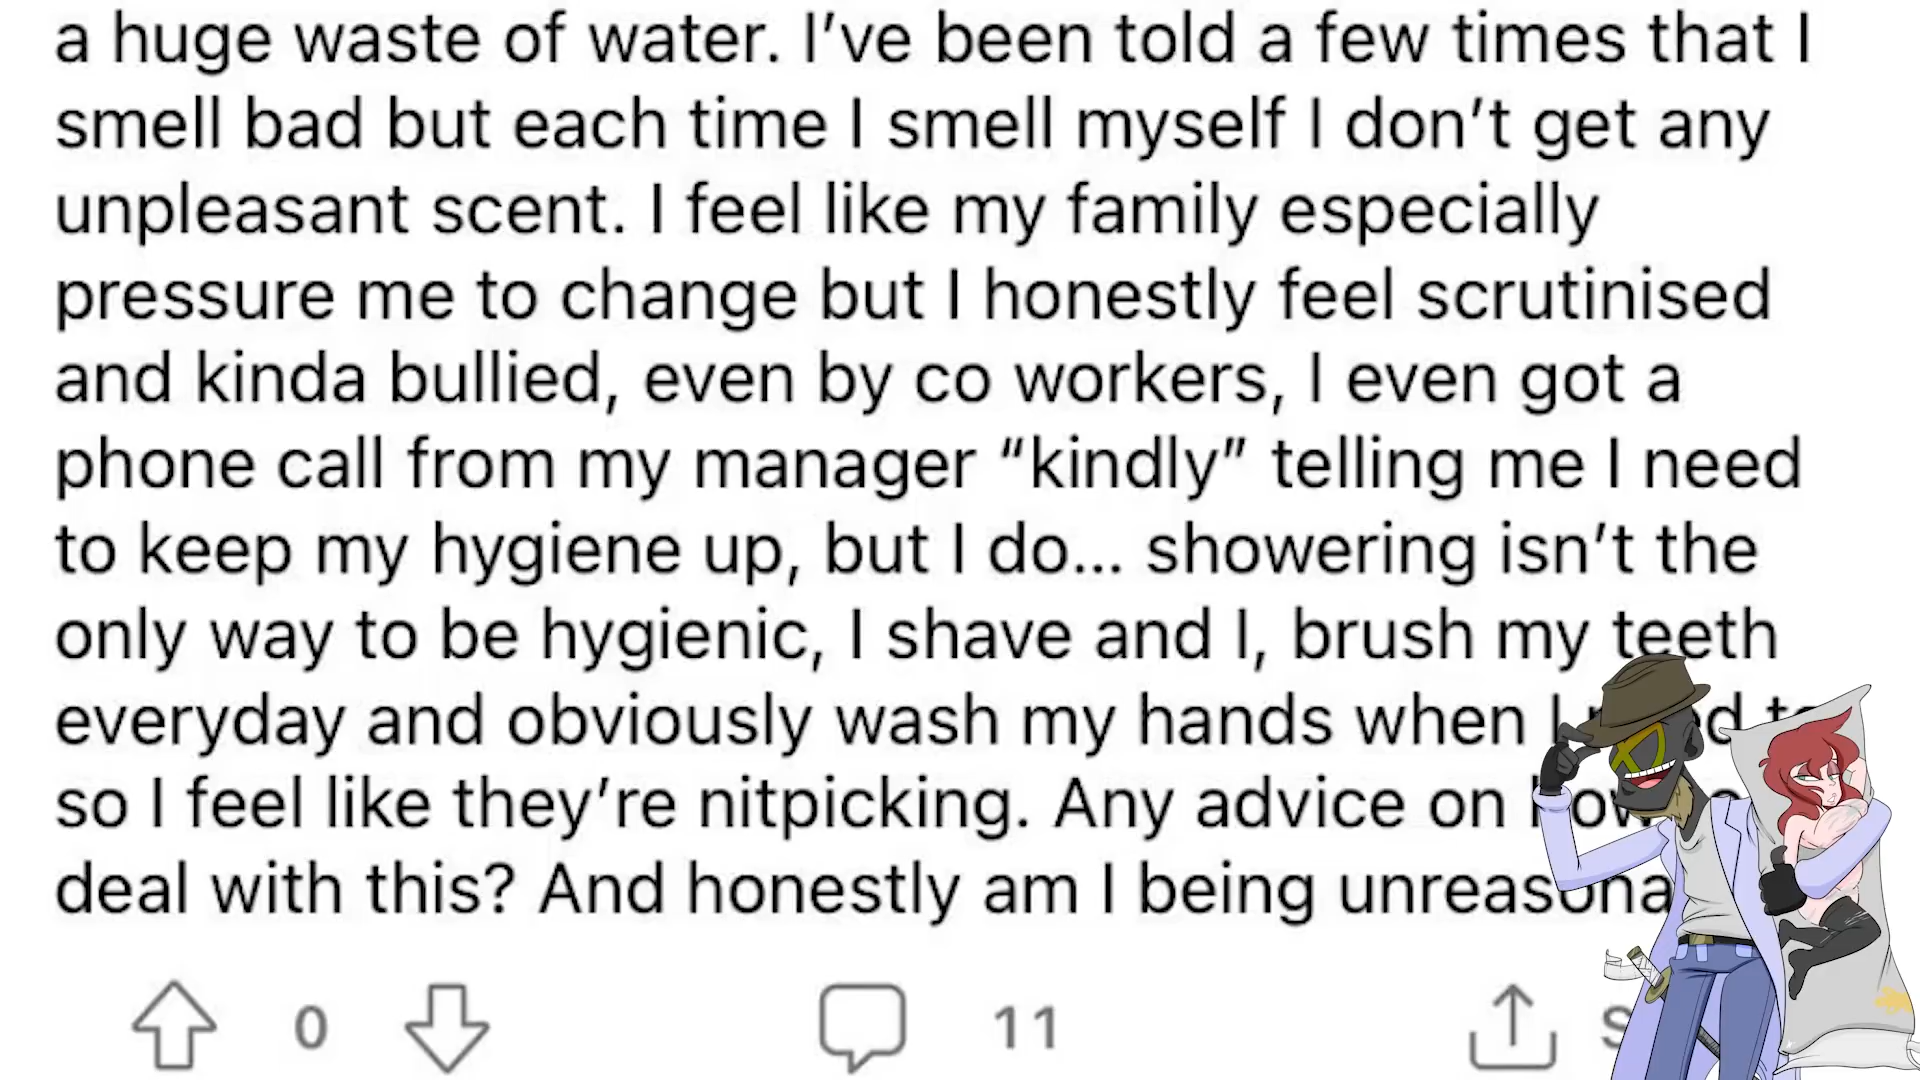 a huge waste of water. I’ve been told a few times that I
smell bad but each time I smell myself I don’t get any
unpleasant scent. I feel like my family especially
pressure me to change but I honestly feel scrutinised
and kinda bullied, even by co workers, I even got a
phone call from my manager “kindly” telling me I need
to keep my hygiene up, but I do... showering isn’t the
only way to be hygienic, I shave and I, brush my teeth
everyday and obviously wash my hands when I
so I feel like they’re nitpicking. Any advice on
deal with this? And honestly am I being
0 11